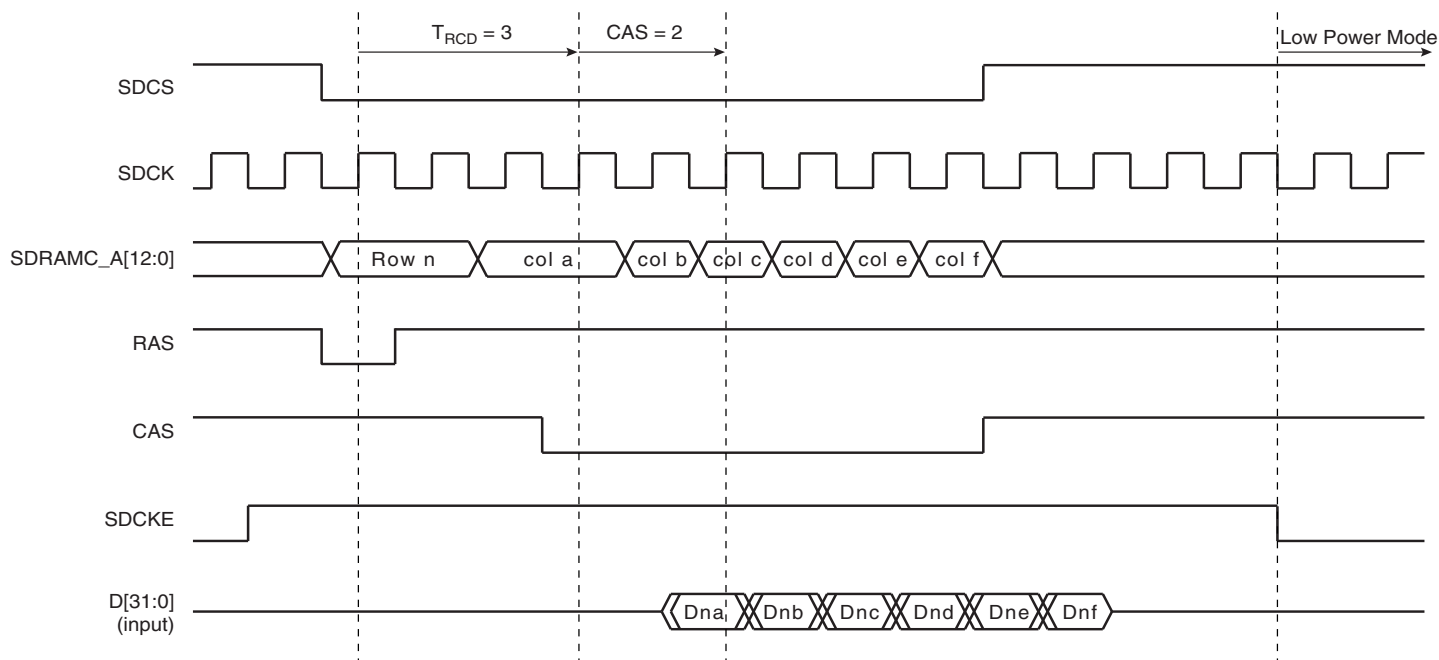 T_RCD = 3
CAS = 2
Low Power Mode
SDCS
SDCK
SDRAMC_A[12:0]
Row n
col a
col b
col c
col d
col e
col f
RAS
CAS
SDCKE
D[31:0]
(input)
Dna
Dnb
Dnc
Dnd
Dne
Dnf